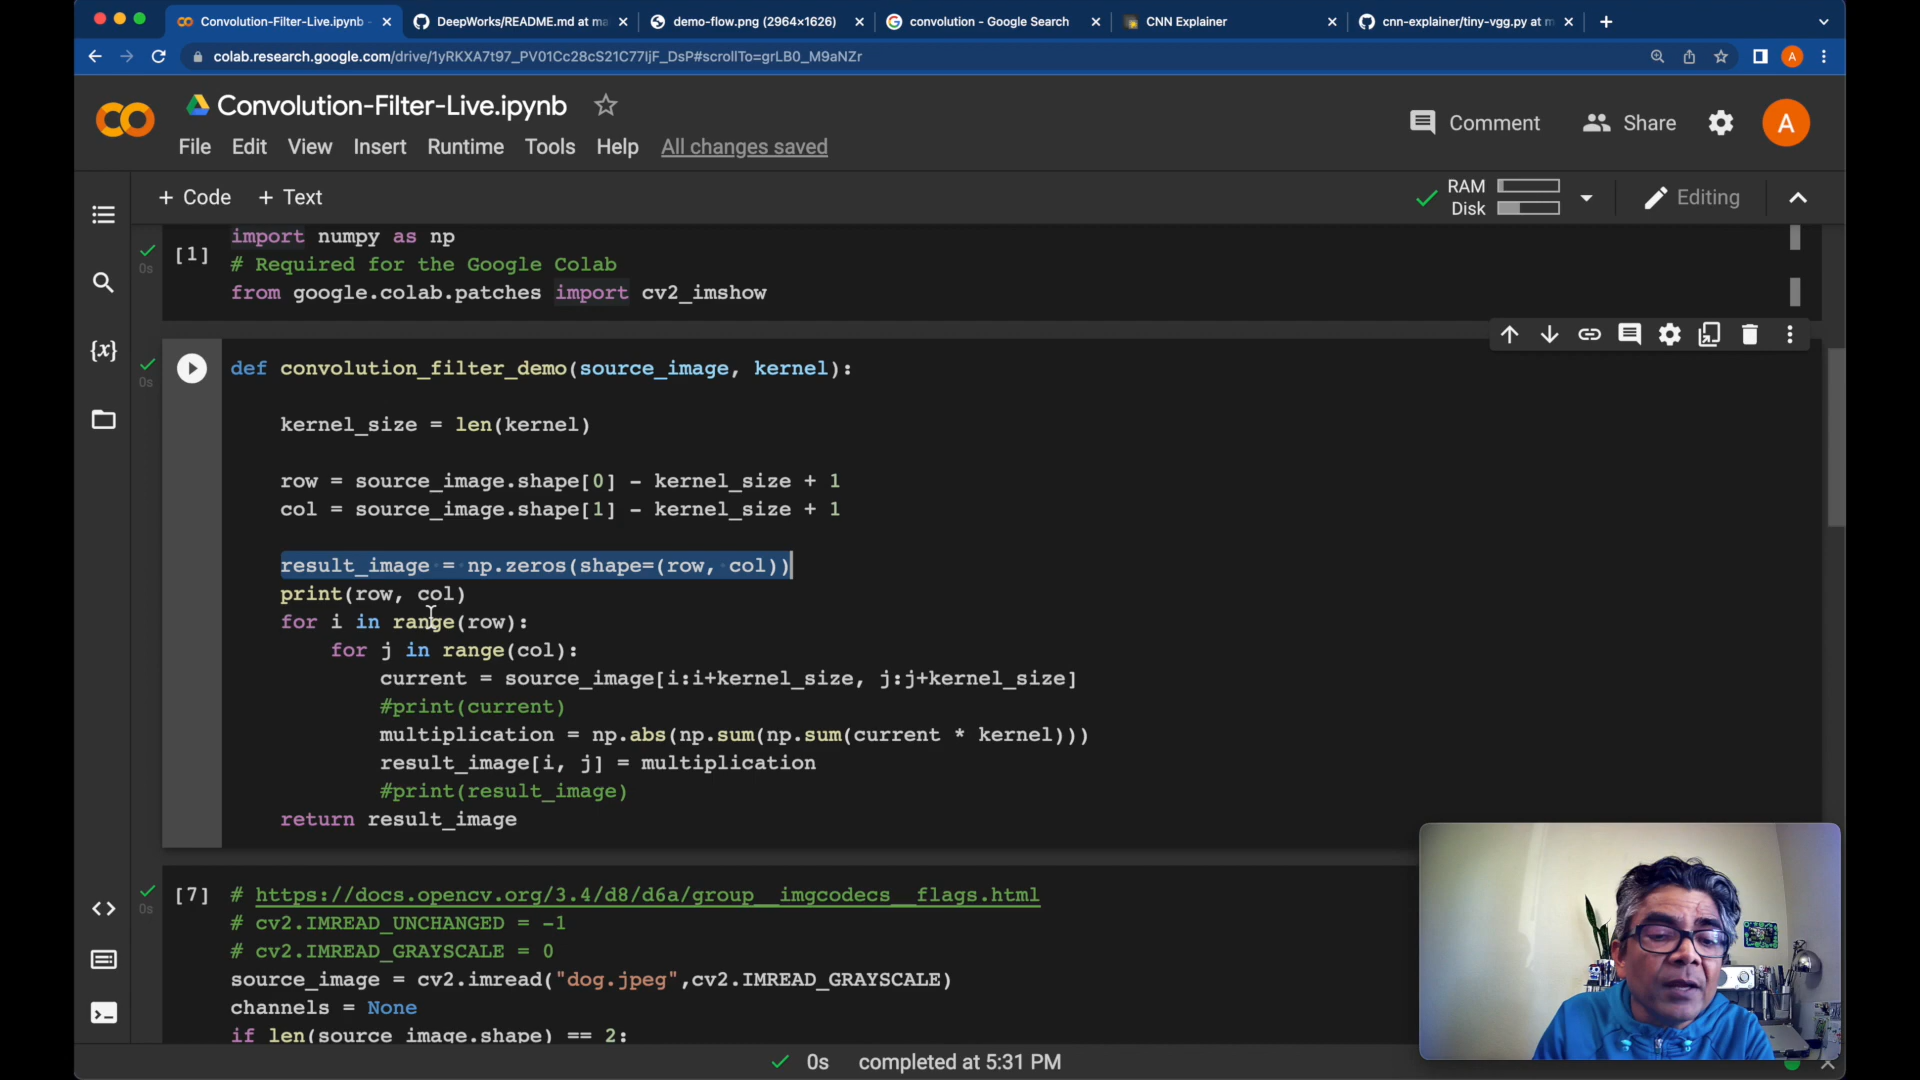 Convolution-Filter-Live.ipynb
DeepWorks/README.md at ma
demo-flow.png (2964×1626)
convolution - Google Search
CNN Explainer
cnn-explainer/tiny-vgg.py at m
colab.research.google.com/drive/1yRKXA7t97_PV01Cc28cS21C77IjF_DsP#scrollTo=grLB0_M9aNZr
A
Convolution-Filter-Live.ipynb
File Edit View Insert Runtime Tools Help All changes saved
Comment
Share
A
+ Code + Text
RAM
Disk
Editing
[1]
0s
import numpy as np
# Required for the Google Colab
from google.colab.patches import cv2_imshow
{x}
0s
def convolution_filter_demo(source_image, kernel):
kernel_size = len(kernel)
row = source_image.shape[0] - kernel_size + 1
col = source_image.shape[1] - kernel_size + 1
result_image = np.zeros(shape=(row, col))
print(row, col)
for i in range(row):
for j in range(col):
current = source_image[i:i+kernel_size, j:j+kernel_size]
#print(current)
multiplication = np.abs(np.sum(np.sum(current * kernel)))
result_image[i, j] = multiplication
#print(result_image)
return result_image
[7]
0s
# https://docs.opencv.org/3.4/d8/d6a/group__imgcodecs__flags.html
# cv2.IMREAD_UNCHANGED = -1
# cv2.IMREAD_GRAYSCALE = 0
source_image = cv2.imread("dog.jpeg",cv2.IMREAD_GRAYSCALE)
channels = None
if len(source_image.shape) == 2:
0s completed at 5:31 PM